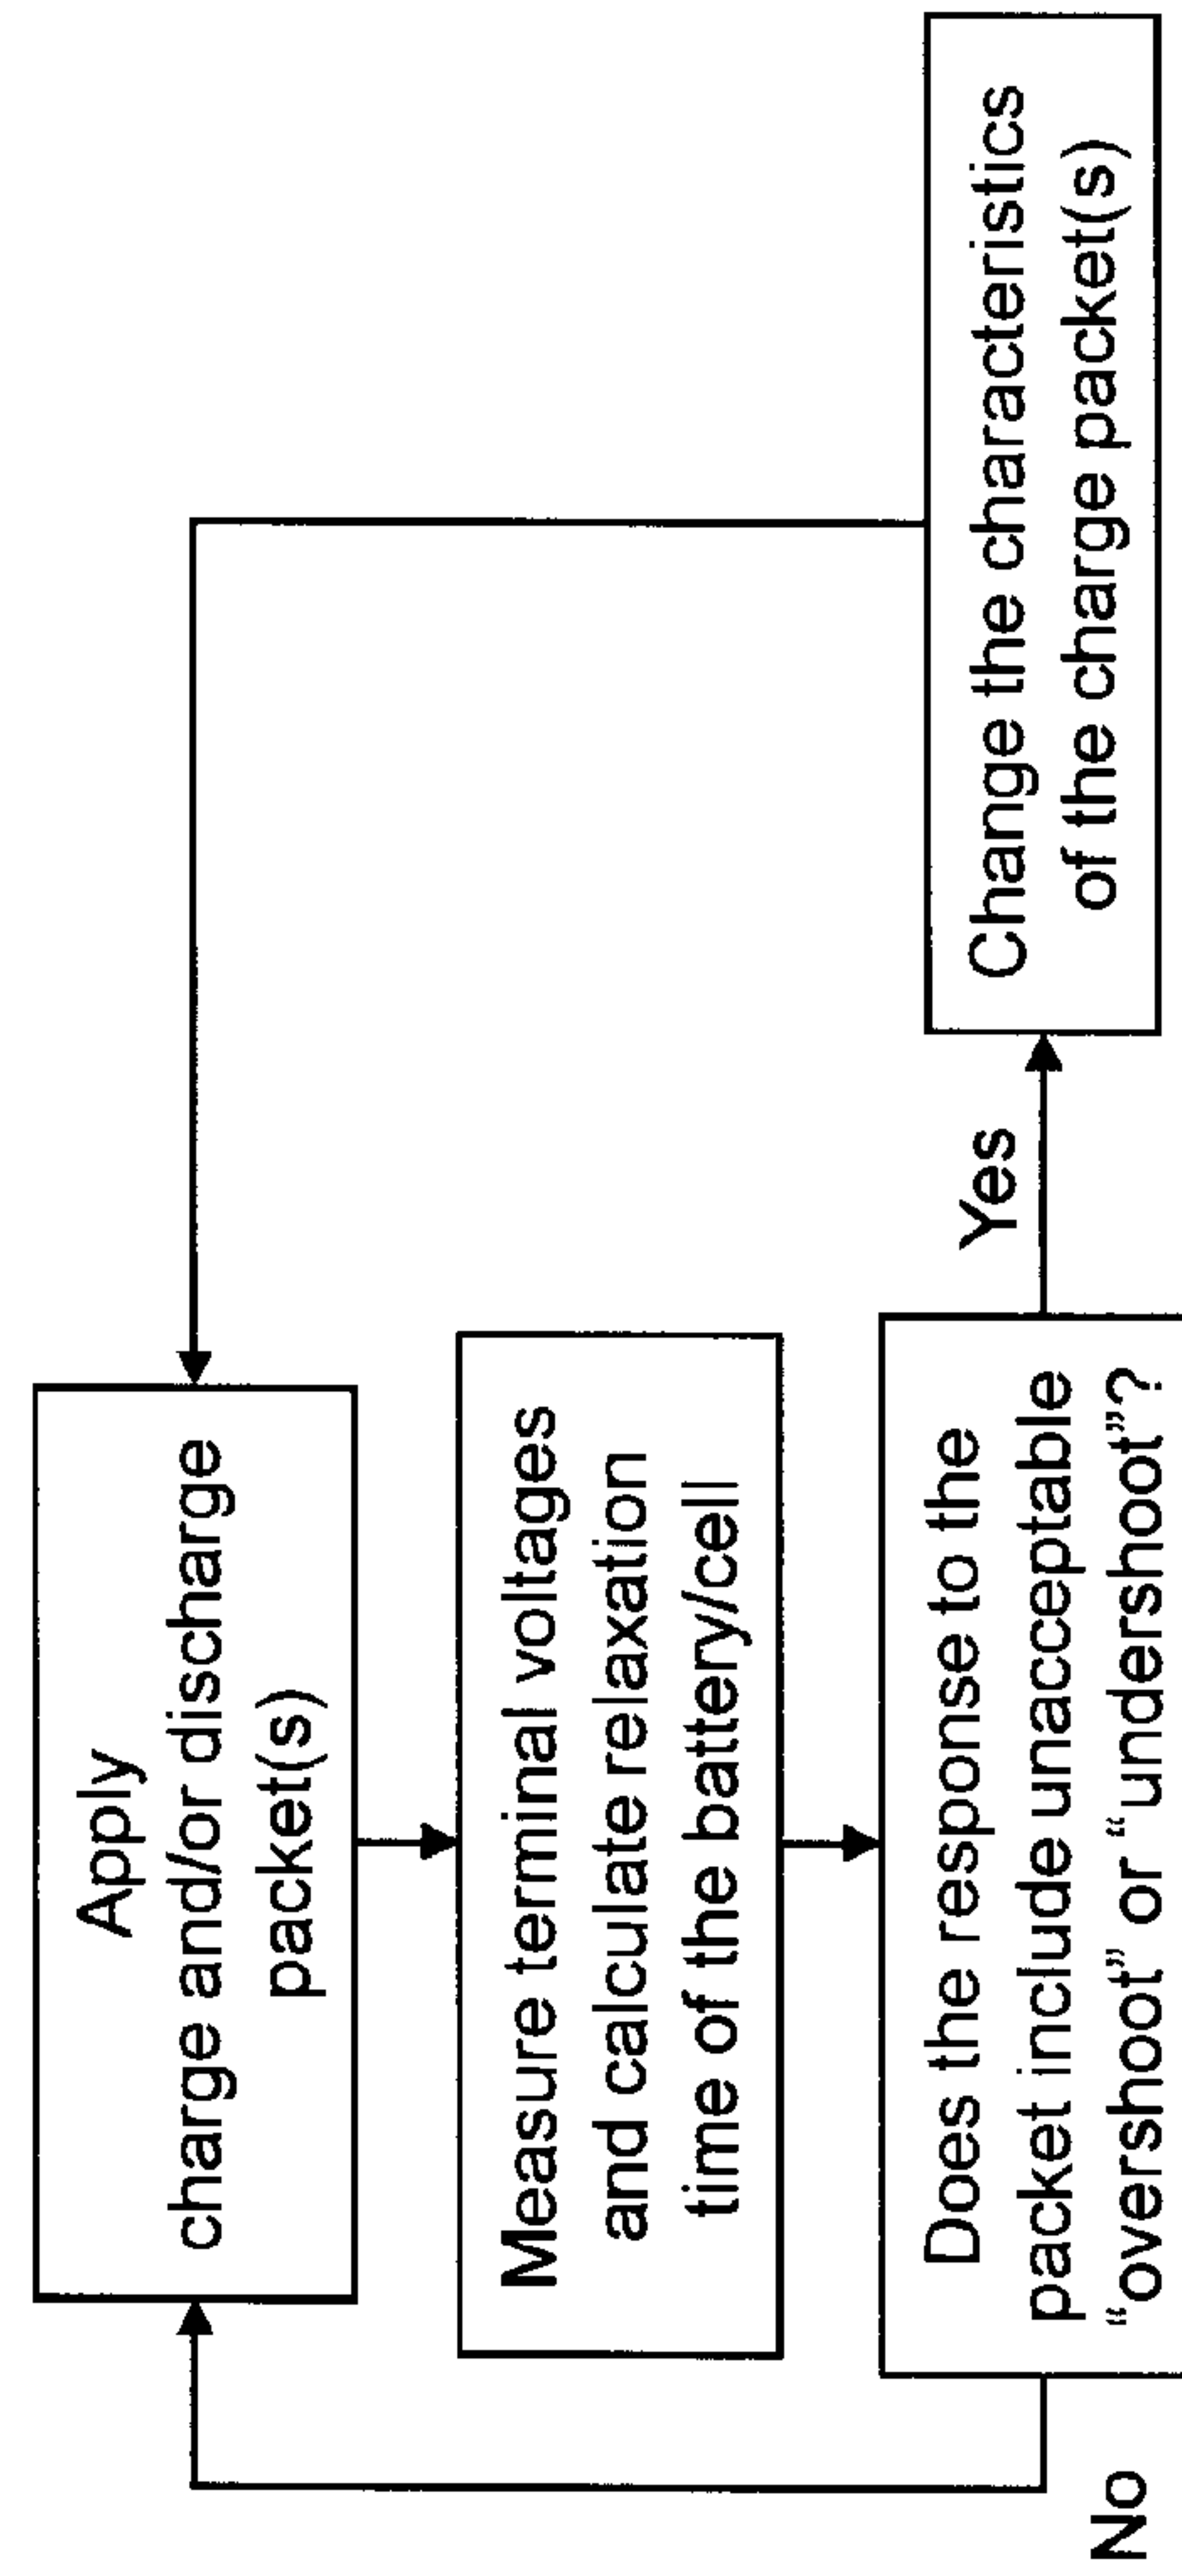 Apply
charge and/or discharge
packet(s)
Measure terminal voltages
and calculate relaxation
time of the battery/cell
Does the response to the
packet include unacceptable
“overshoot” or “undershoot”?
No
Yes
Change the characteristics
of the charge packet(s)